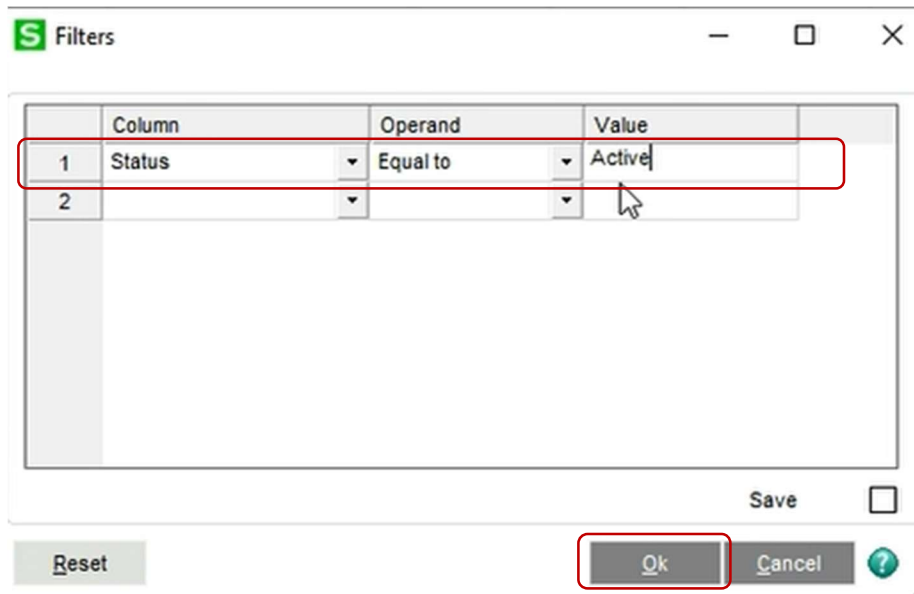 S Filters
Column Operand Value
1 Status Equal to Active
2
Save
Reset Ok Cancel ?